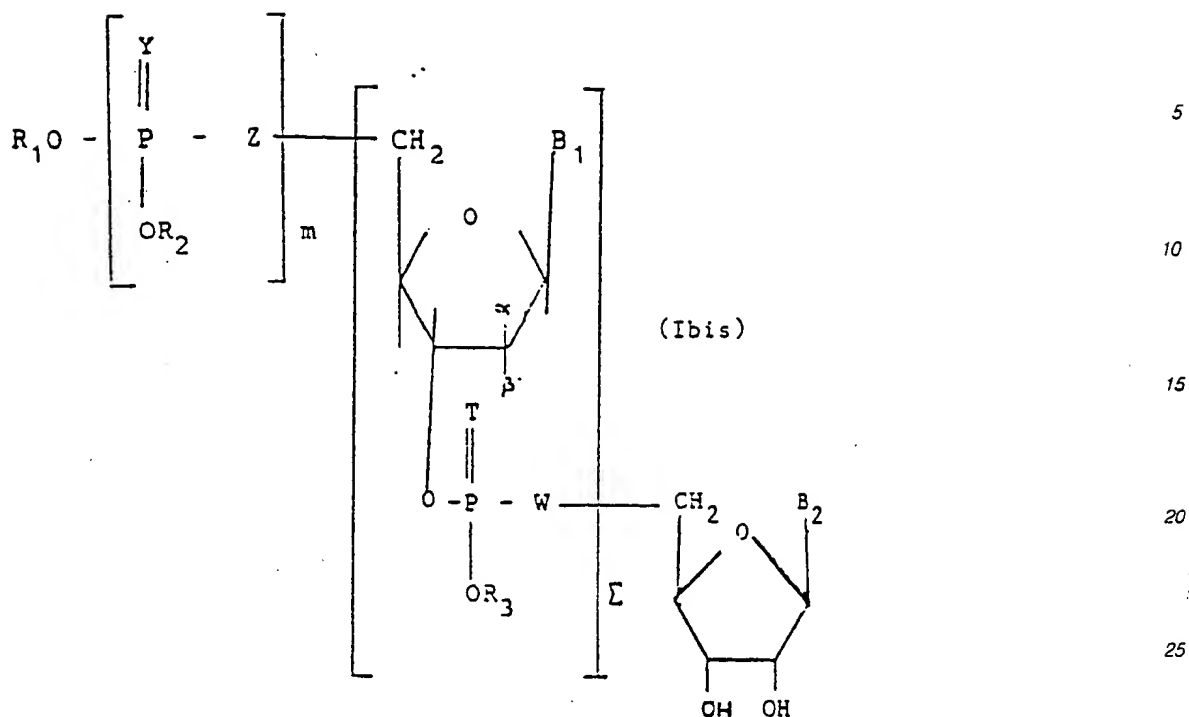 Y
5
R₁O - P - Z CH₂ B₁
O
OR₂ m
10
α
(Ibis)
β
15
T
O - P - W CH₂ B₂
20
O
OR₃ Σ
25
OH OH